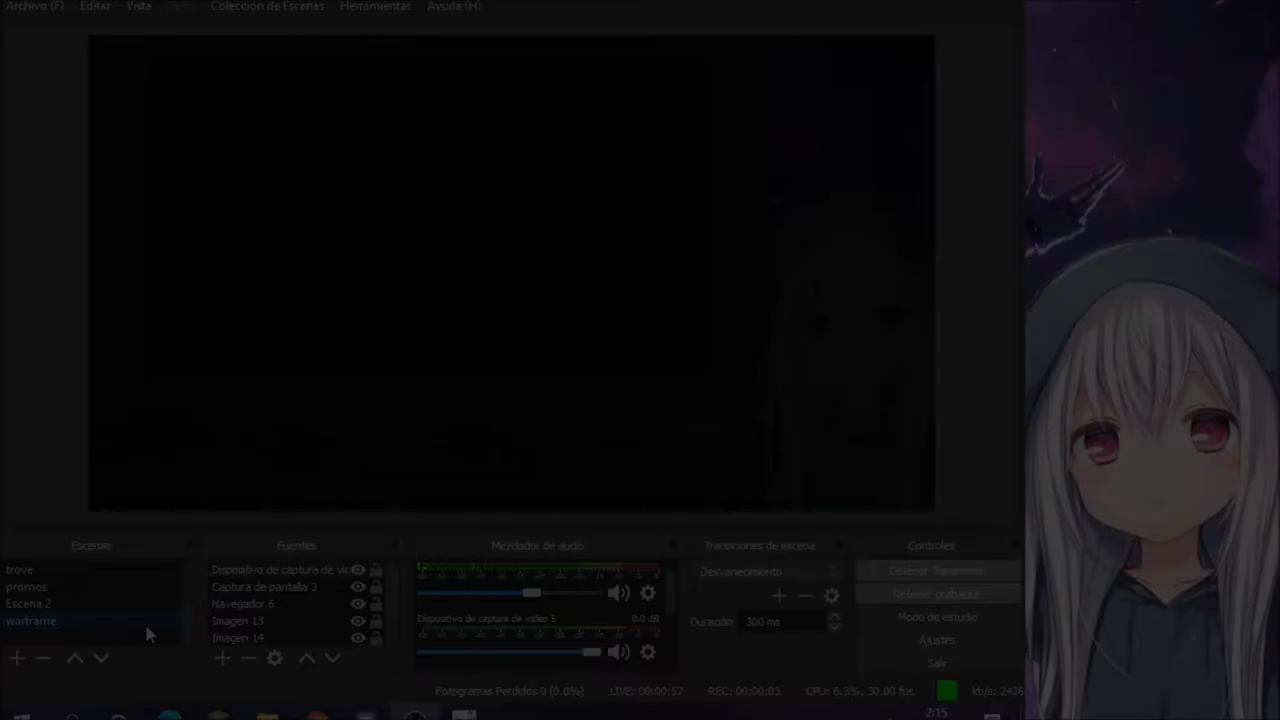 Archivo (F) Editar Vista Colección de Escenas Herramientas Ayuda (H)
Escenas
trove
promos
Escena 2
warframe
Fuentes
Dispositivo de captura de vid
Captura de pantalla 3
Navegador 6
Imagen 13
Imagen 14
Mezclador de audio
Dispositivo de captura de video 5 0.0 dB
Transiciones de escena
Desvanecimiento
Duración 300 ms
Controles
Detener Transmisión
Detener grabación
Modo de estudio
Ajustes
Salir
Fotogramas Perdidos 0 (0.0%) LIVE: 00:00:57 REC: 00:00:03 CPU: 6.3%, 30.00 fps kb/s: 2436
2:15